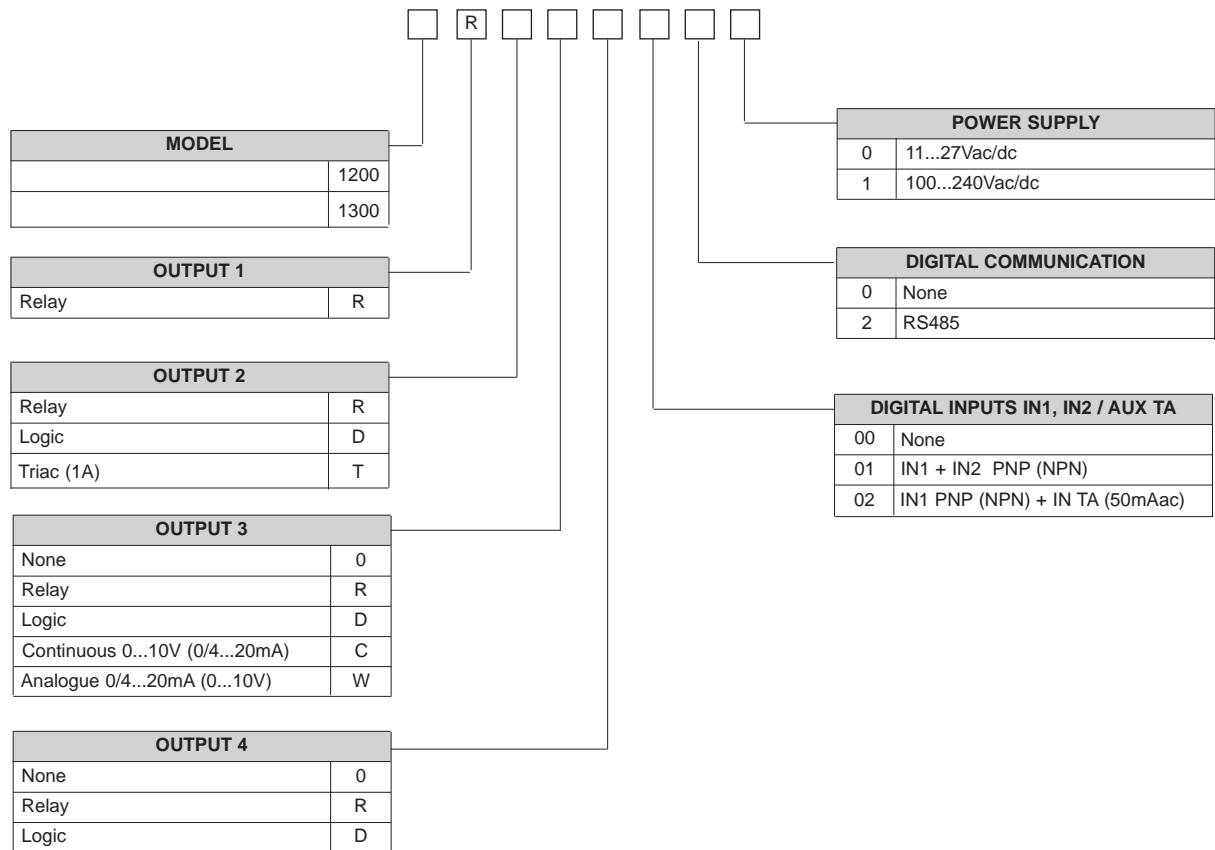 R
MODEL
1200
1300
OUTPUT 1
Relay R
OUTPUT 2
Relay R
Logic D
Triac (1A) T
OUTPUT 3
None 0
Relay R
Logic D
Continuous 0...10V (0/4...20mA) C
Analogue 0/4...20mA (0...10V) W
OUTPUT 4
None 0
Relay R
Logic D
POWER SUPPLY
0 11...27Vac/dc
1 100...240Vac/dc
DIGITAL COMMUNICATION
0 None
2 RS485
DIGITAL INPUTS IN1, IN2 / AUX TA
00 None
01 IN1 + IN2 PNP (NPN)
02 IN1 PNP (NPN) + IN TA (50mAac)